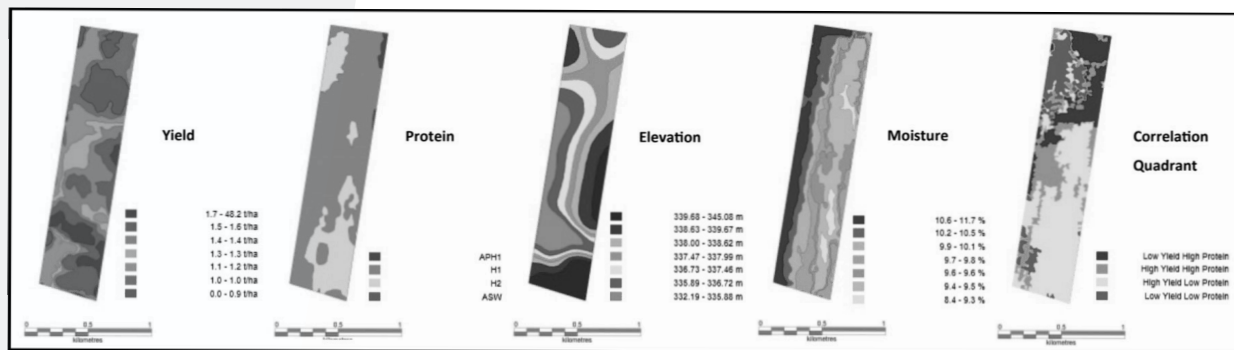 Yield
1.7 - 48.2 t/ha
1.5 - 1.6 t/ha
1.4 - 1.4 t/ha
1.3 - 1.3 t/ha
1.1 - 1.2 t/ha
1.0 - 1.0 t/ha
0.0 - 0.9 t/ha
0 0.5 1
kilometres
Protein
APH1
H1
H2
ASW
0 0.5 1
kilometres
Elevation
339.68 - 345.08 m
338.63 - 339.67 m
338.00 - 338.62 m
337.47 - 337.99 m
336.73 - 337.46 m
335.89 - 336.72 m
332.19 - 335.88 m
0 0.5 1
kilometres
Moisture
10.6 - 11.7 %
10.2 - 10.5 %
9.9 - 10.1 %
9.7 - 9.8 %
9.6 - 9.6 %
9.4 - 9.5 %
8.4 - 9.3 %
0 0.5 1
kilometres
Correlation
Quadrant
Low Yield High Protein
High Yield High Protein
High Yield Low Protein
Low Yield Low Protein
0 0.5 1
kilometres